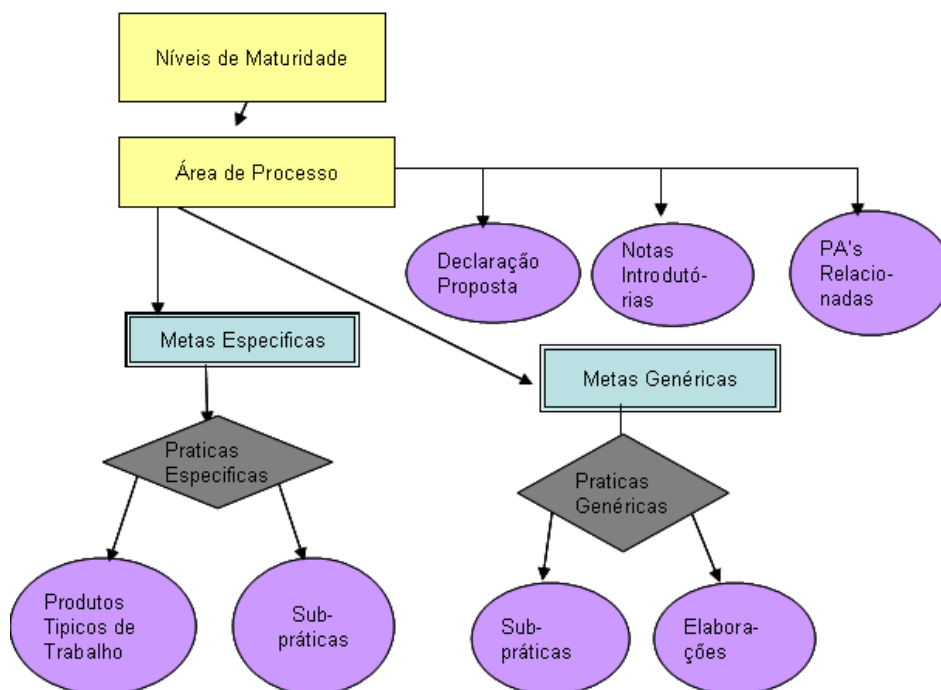 Níveis de Maturidade
Área de Processo
Declaração
Proposta
Notas
Introdutó-
rias
PA's
Relacio-
nadas
Metas Especificas
Metas Genéricas
Praticas
Especificas
Praticas
Genéricas
Produtos
Tipicos de
Trabalho
Sub-
práticas
Sub-
práticas
Elabora-
ções